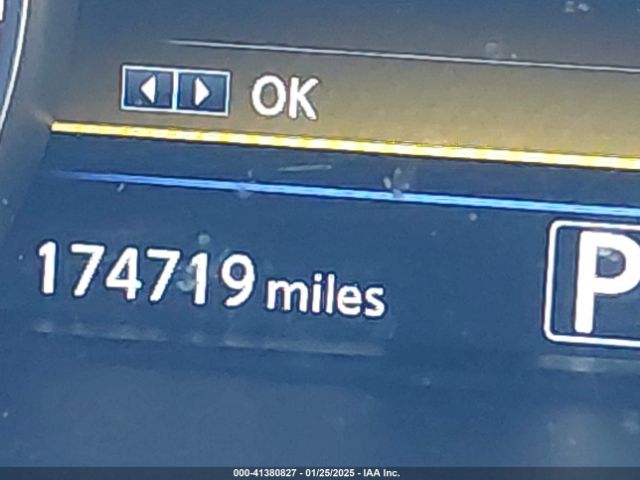 OK
174719 miles
P
000-41380827 - 01/25/2025 - IAA Inc.